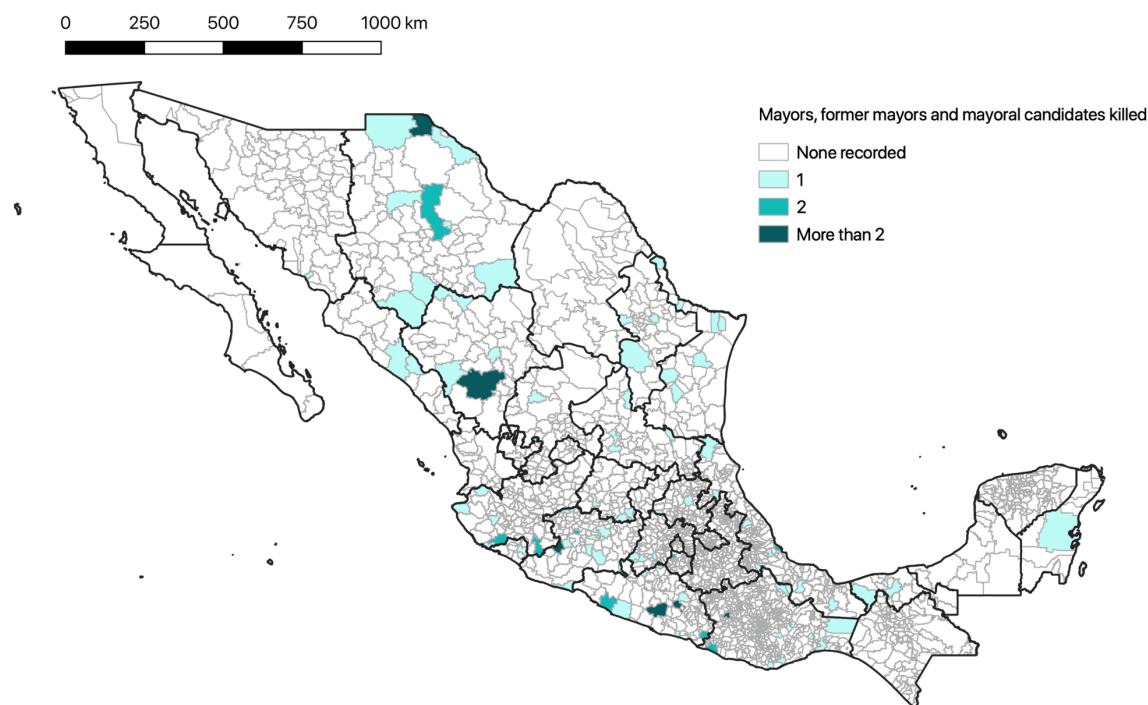 0 250 500 750 1000 km
Mayors, former mayors and mayoral candidates killed
None recorded
1
2
More than 2